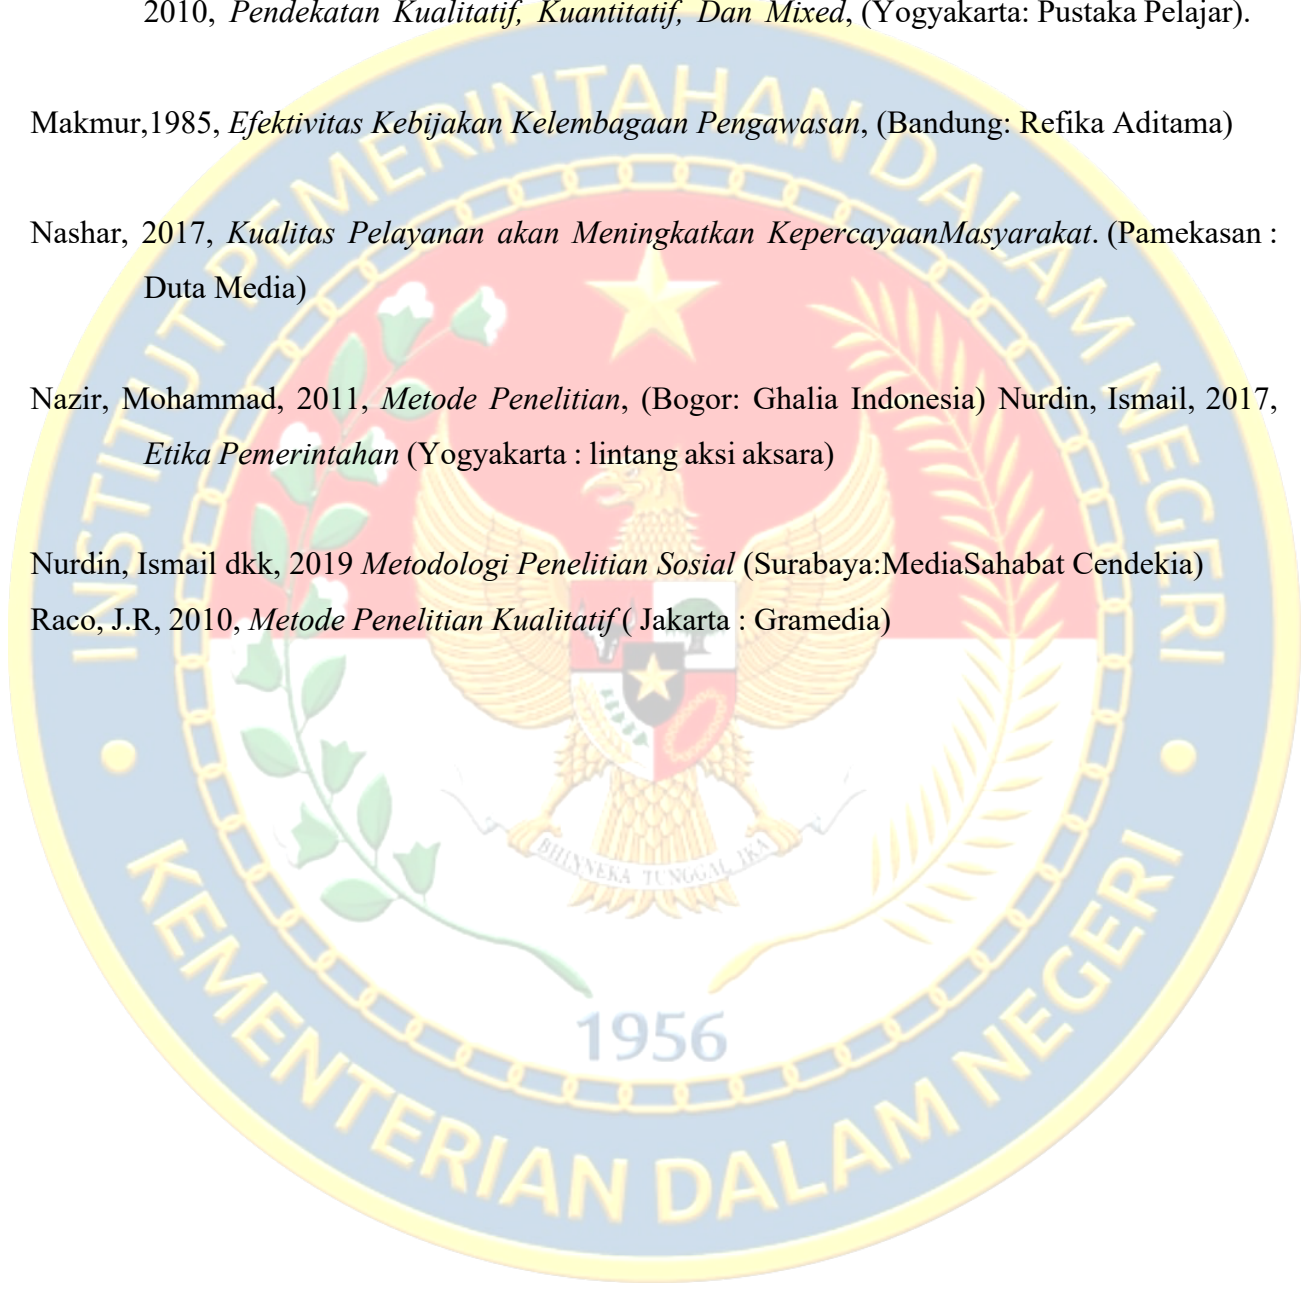 2010, Pendekatan Kualitatif, Kuantitatif, Dan Mixed, (Yogyakarta: Pustaka Pelajar).
Makmur,1985, Efektivitas Kebijakan Kelembagaan Pengawasan, (Bandung: Refika Aditama)
Nashar, 2017, Kualitas Pelayanan akan Meningkatkan KepercayaanMasyarakat. (Pamekasan :
Duta Media)
Nazir, Mohammad, 2011, Metode Penelitian, (Bogor: Ghalia Indonesia) Nurdin, Ismail, 2017,
Etika Pemerintahan (Yogyakarta : lintang aksi aksara)
Nurdin, Ismail dkk, 2019 Metodologi Penelitian Sosial (Surabaya:MediaSahabat Cendekia)
Raco, J.R, 2010, Metode Penelitian Kualitatif ( Jakarta : Gramedia)
INSTITUT PEMERINTAHAN DALAM NEGERI
BHINNEKA TUNGGAL IKA
1956
KEMENTERIAN DALAM NEGERI